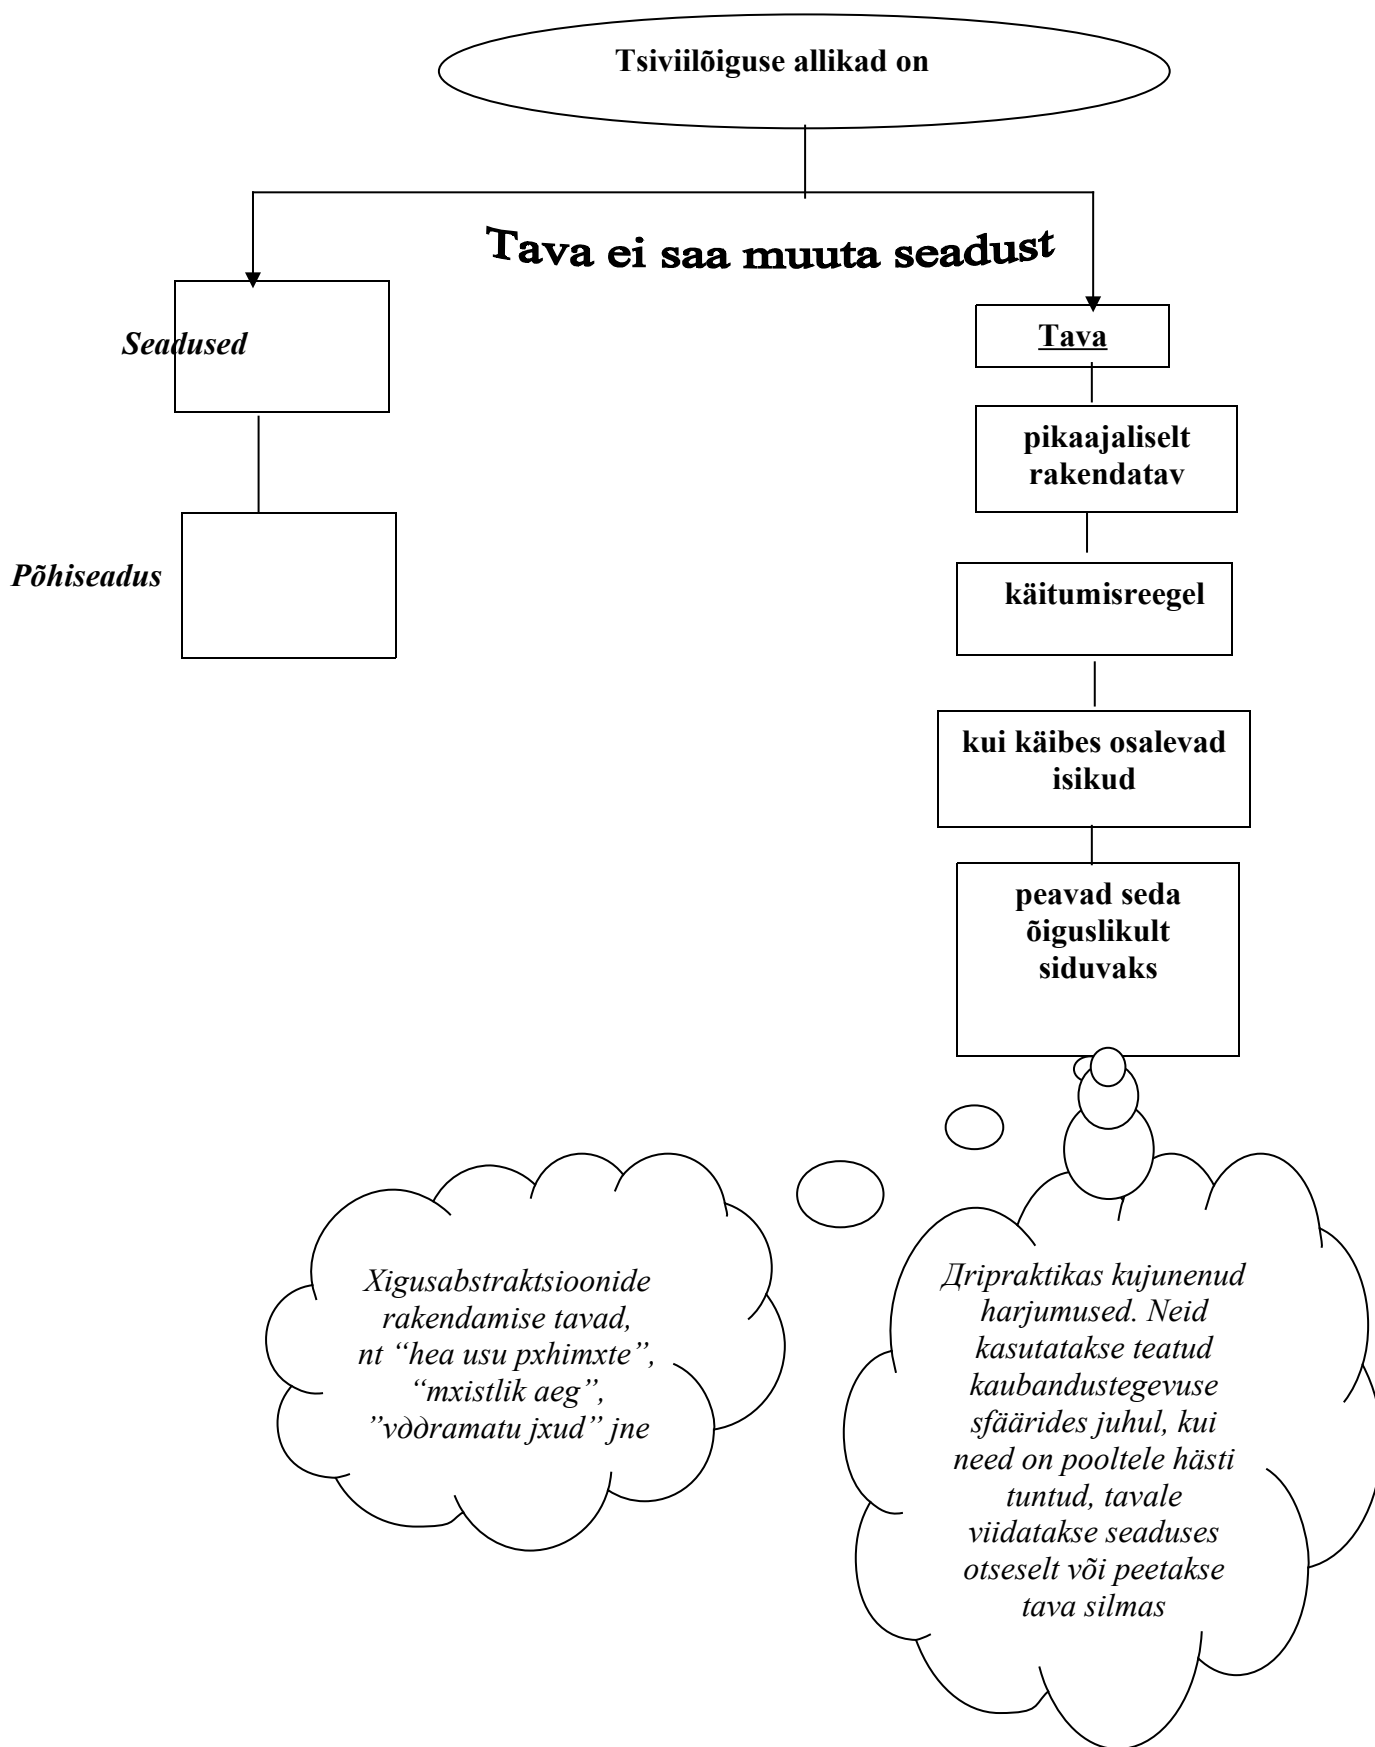 Tsiviilõiguse allikad on
Tava ei saa muuta seadust
Seadused
Tava
pikaajaliselt
rakendatav
Põhiseadus
käitumisreegel
kui käibes osalevad
isikud
peavad seda
õiguslikult
siduvaks
Xigusabstraktsioonide
rakendamise tavad,
nt “hea usu pxhimxte”,
“mxistlik aeg”,
”vддramatu jxud” jne
Дripraktikas kujunenud
harjumused. Neid
kasutatakse teatud
kaubandustegevuse
sfäärides juhul, kui
need on pooltele hästi
tuntud, tavale
viidatakse seaduses
otseselt või peetakse
tava silmas